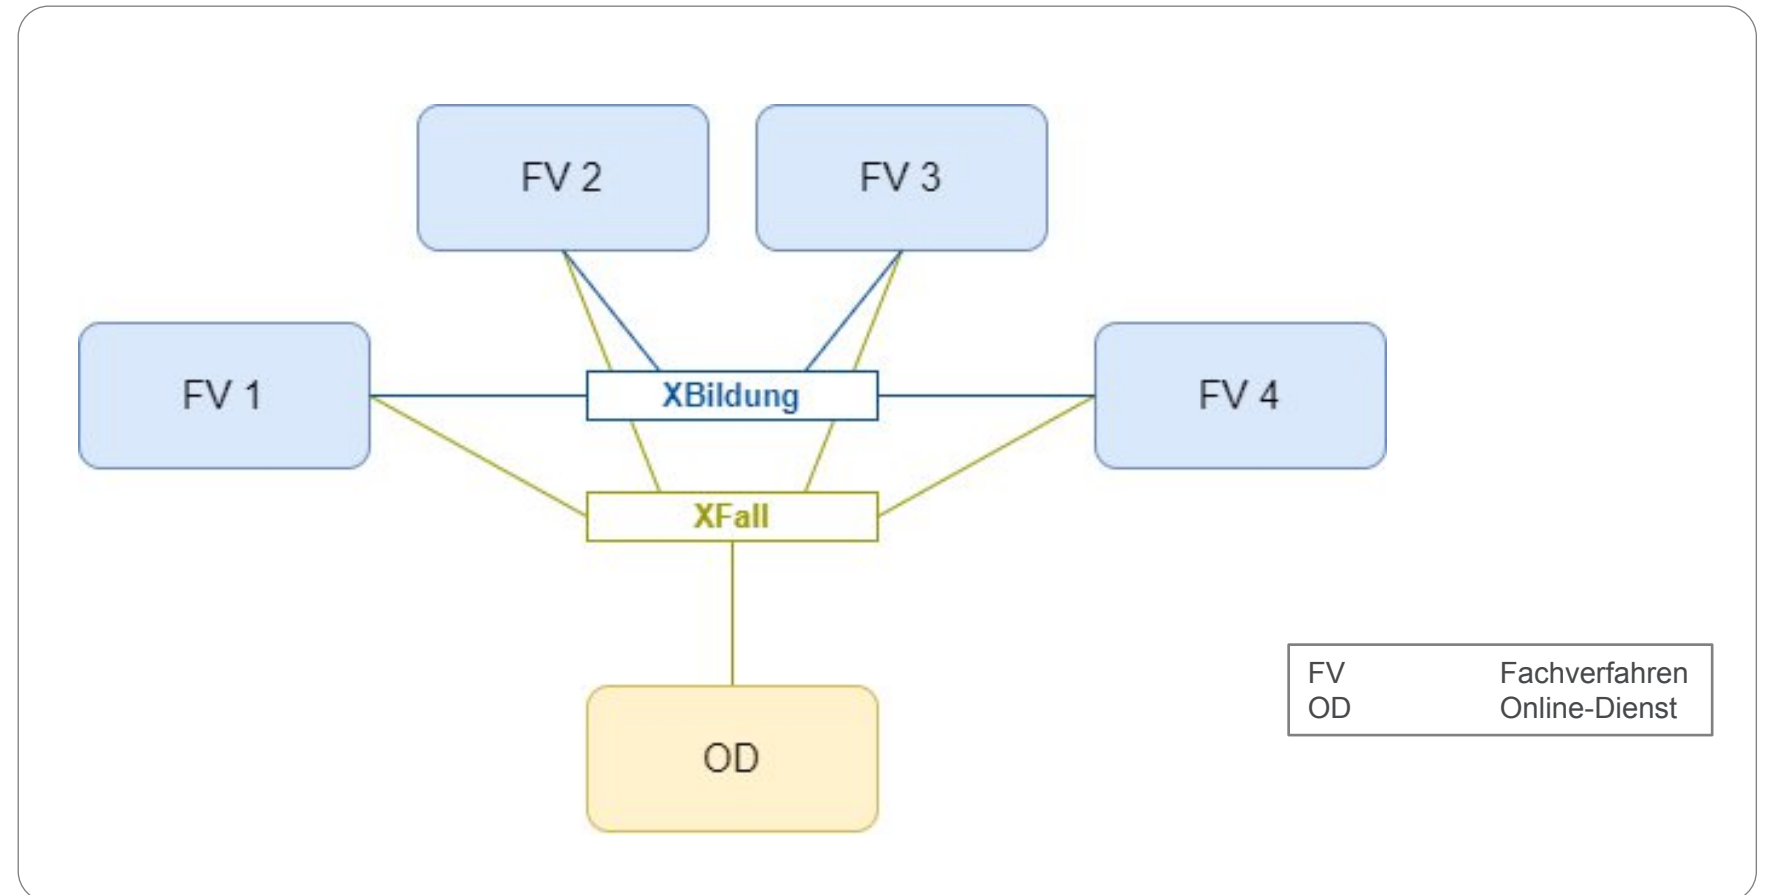 FV 2
FV 3
FV 1
XBildung
FV 4
XFall
OD
FV Fachverfahren
OD Online-Dienst